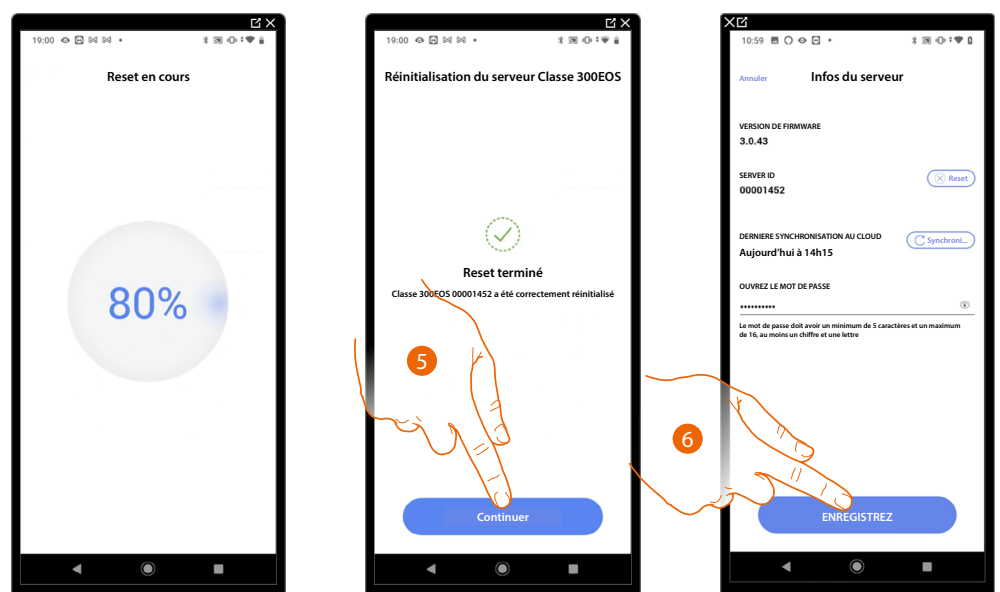 19:00
Reset en cours
80%
19:00
Réinitialisation du serveur Classe 300EOS
Reset terminé
Classe 300EOS 00001452 a été correctement réinitialisé
5
Continuer
10:59
Annuler
Infos du serveur
VERSION DE FIRMWARE
3.0.43
SERVER ID
00001452
Reset
DERNIERE SYNCHRONISATION AU CLOUD
Aujourd'hui à 14h15
Synchroni...
OUVREZ LE MOT DE PASSE
••••••••••
Le mot de passe doit avoir un minimum de 5 caractères et un maximum
de 16, au moins un chiffre et une lettre
6
ENREGISTREZ